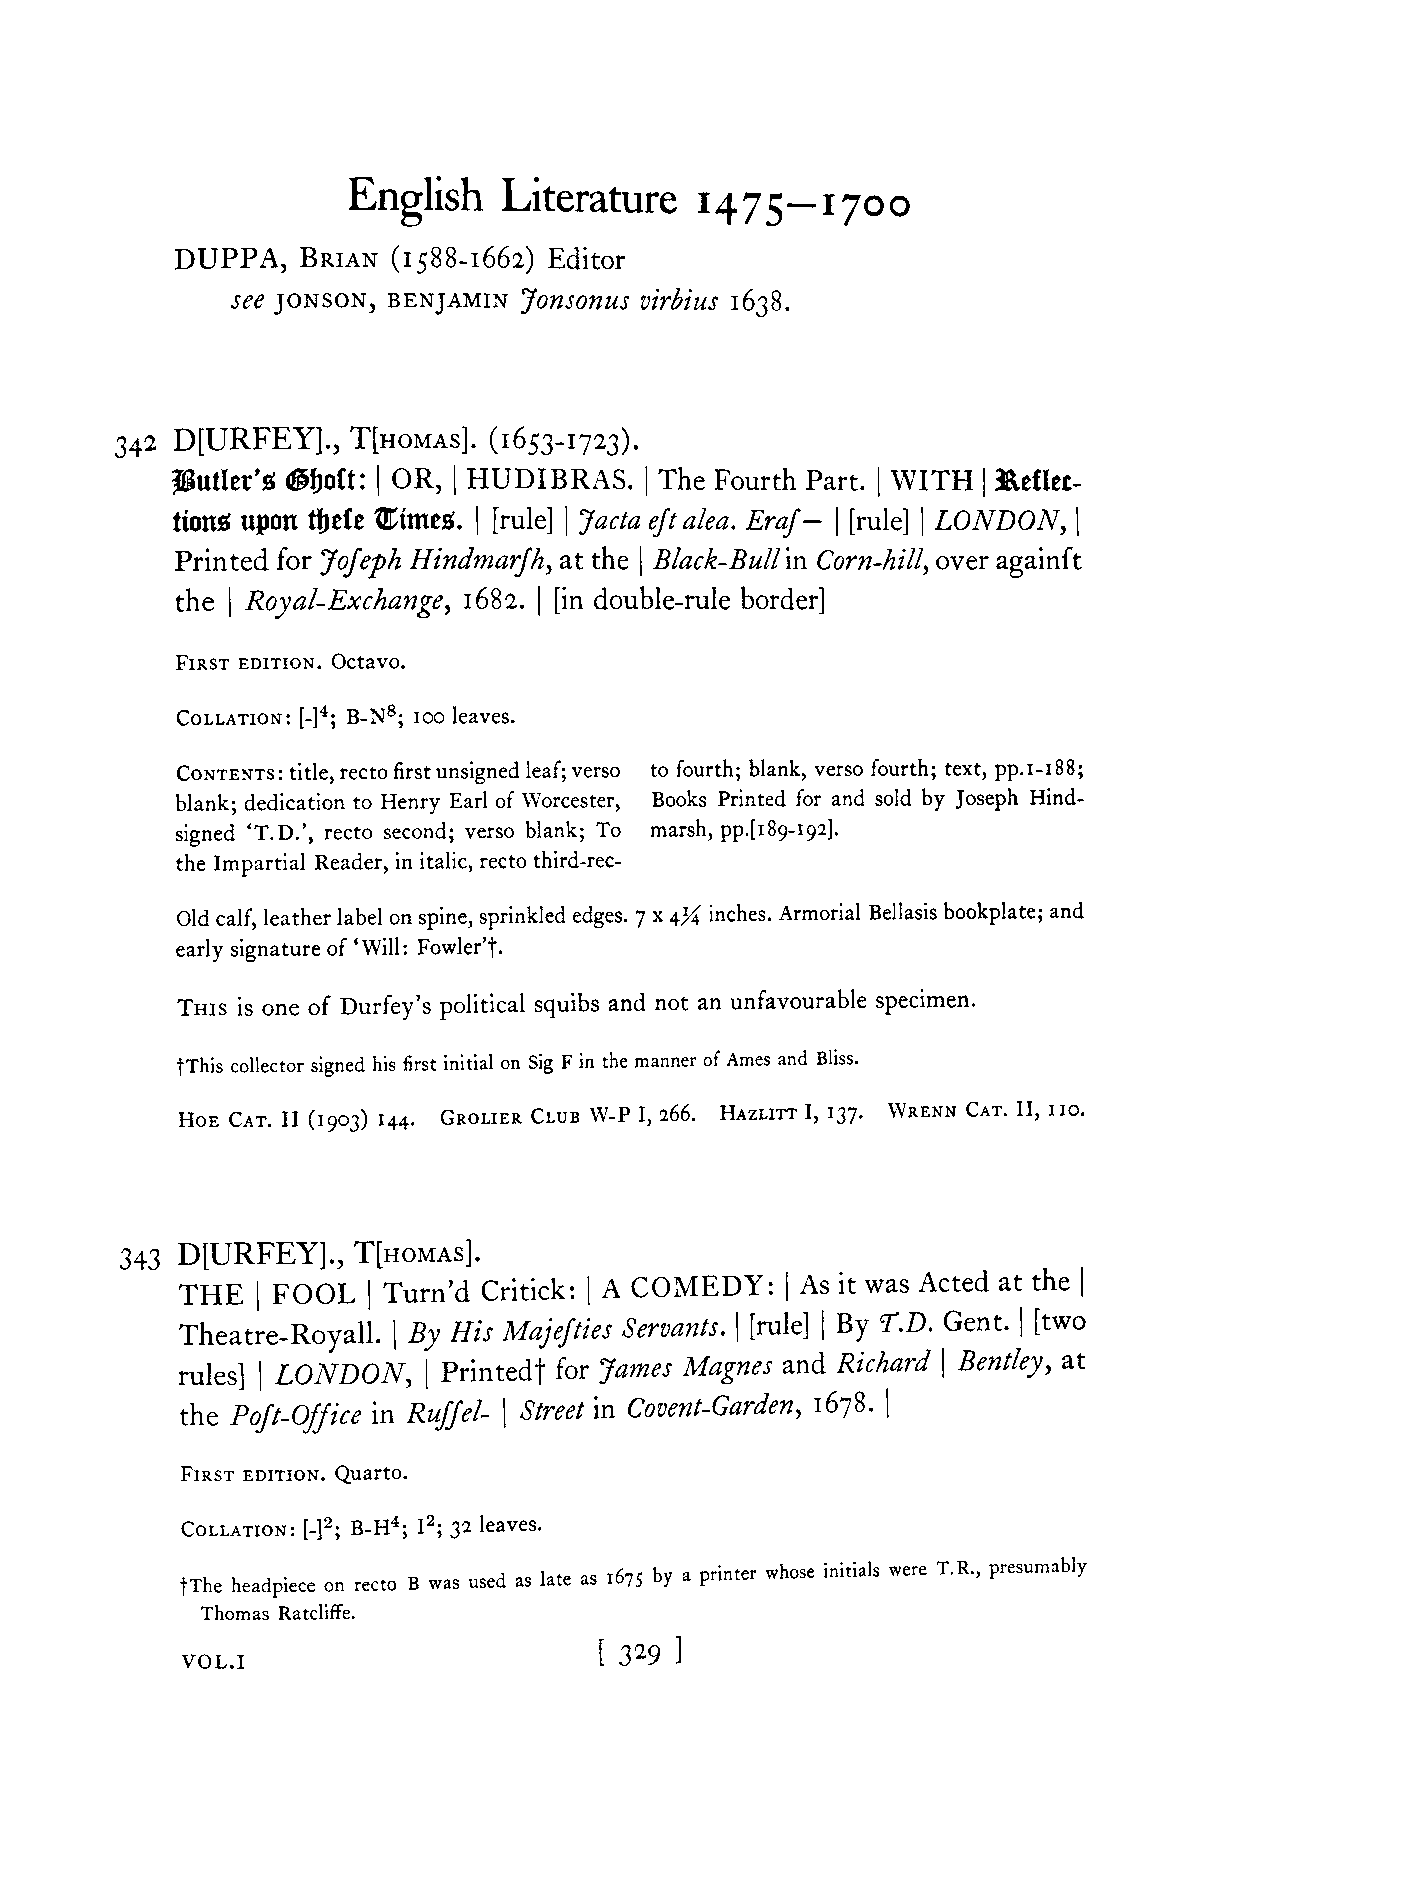 English Literature 1475–1700
DUPPA, BRIAN (1588-1662) Editor
see JONSON, BENJAMIN Jonsonus virbius 1638.
342 D[URFEY]., T[HOMAS]. (1653-1723).
Butler's Ghoſt: | OR, | HUDIBRAS. | The Fourth Part. | WITH | Reflec-
tions upon theſe Times. | [rule] | Jacta eſt alea. Eraſ— | [rule] | LONDON, |
Printed for Joſeph Hindmarſh, at the | Black-Bull in Corn-hill, over againſt
the | Royal-Exchange, 1682. | [in double-rule border]
FIRST EDITION. Octavo.
COLLATION: [-]⁴; B-N⁸; 100 leaves.
CONTENTS: title, recto first unsigned leaf; verso
blank; dedication to Henry Earl of Worcester,
signed 'T.D.', recto second; verso blank; To
the Impartial Reader, in italic, recto third-rec-
to fourth; blank, verso fourth; text, pp.1-188;
Books Printed for and sold by Joseph Hind-
marsh, pp.[189-192].
Old calf, leather label on spine, sprinkled edges. 7 x 4¼ inches. Armorial Bellasis bookplate; and
early signature of 'Will: Fowler'†.
THIS is one of Durfey's political squibs and not an unfavourable specimen.
†This collector signed his first initial on Sig F in the manner of Ames and Bliss.
HOE CAT. II (1903) 144. GROLIER CLUB W-P I, 266. HAZLITT I, 137. WRENN CAT. II, 110.
343 D[URFEY]., T[HOMAS].
THE | FOOL | Turn'd Critick: | A COMEDY: | As it was Acted at the |
Theatre-Royall. | By His Majeſties Servants. | [rule] | By T.D. Gent. | [two
rules] | LONDON, | Printed† for James Magnes and Richard | Bentley, at
the Poſt-Office in Ruſſel- | Street in Covent-Garden, 1678. |
FIRST EDITION. Quarto.
COLLATION: [-]²; B-H⁴; I²; 32 leaves.
†The headpiece on recto B was used as late as 1675 by a printer whose initials were T.R., presumably
Thomas Ratcliffe.
VOL.I [ 329 ]